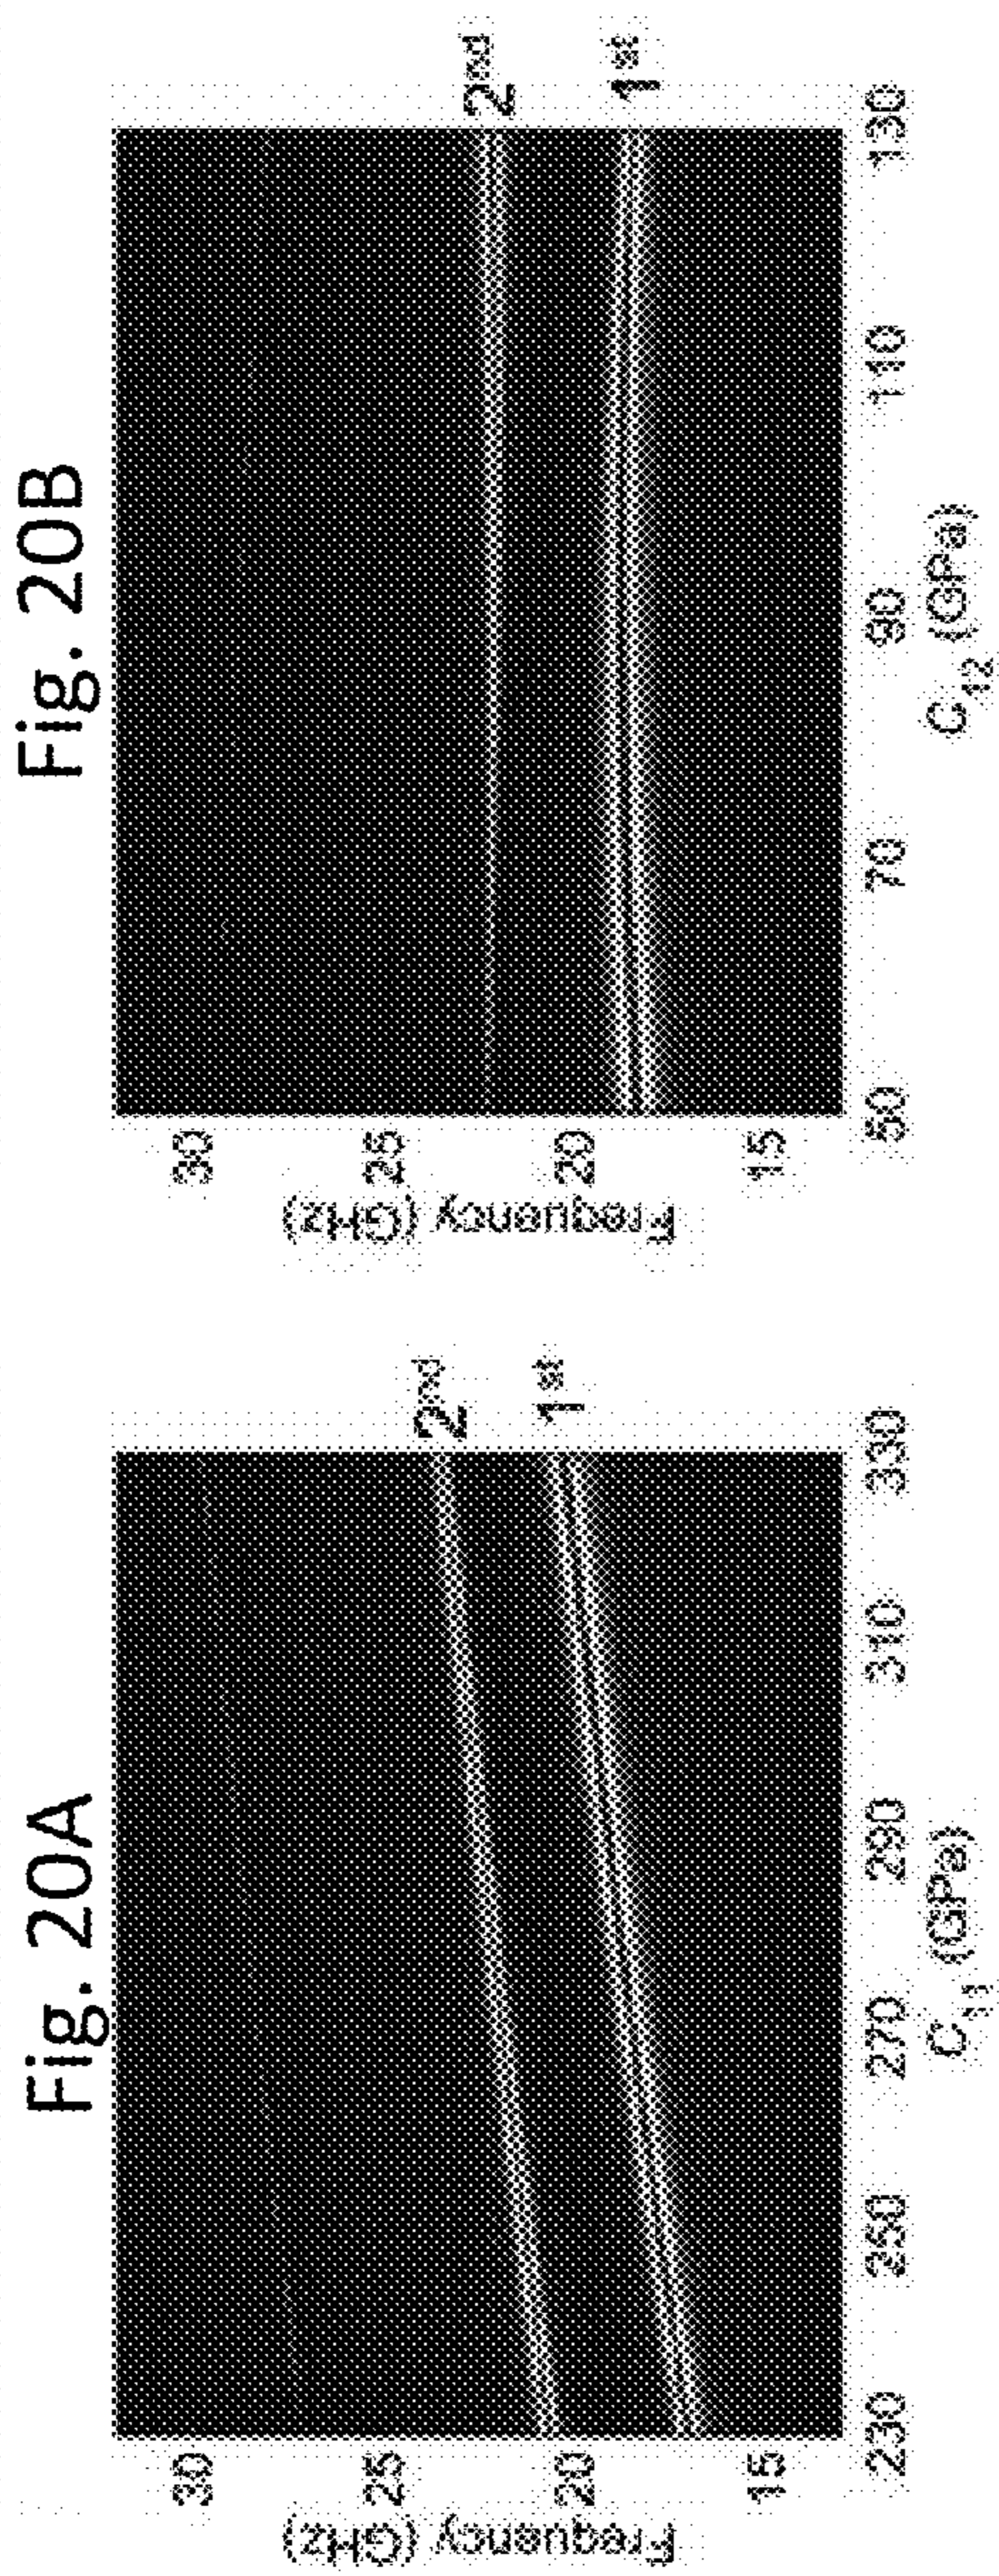 Fig. 20A
Frequency (GHz)
30
25
20
15
2nd
1st
230 250 270 290 310 330
C11 (GPa)
Fig. 20B
Frequency (GHz)
30
25
20
15
2nd
1st
50 70 90 110 130
C12 (GPa)